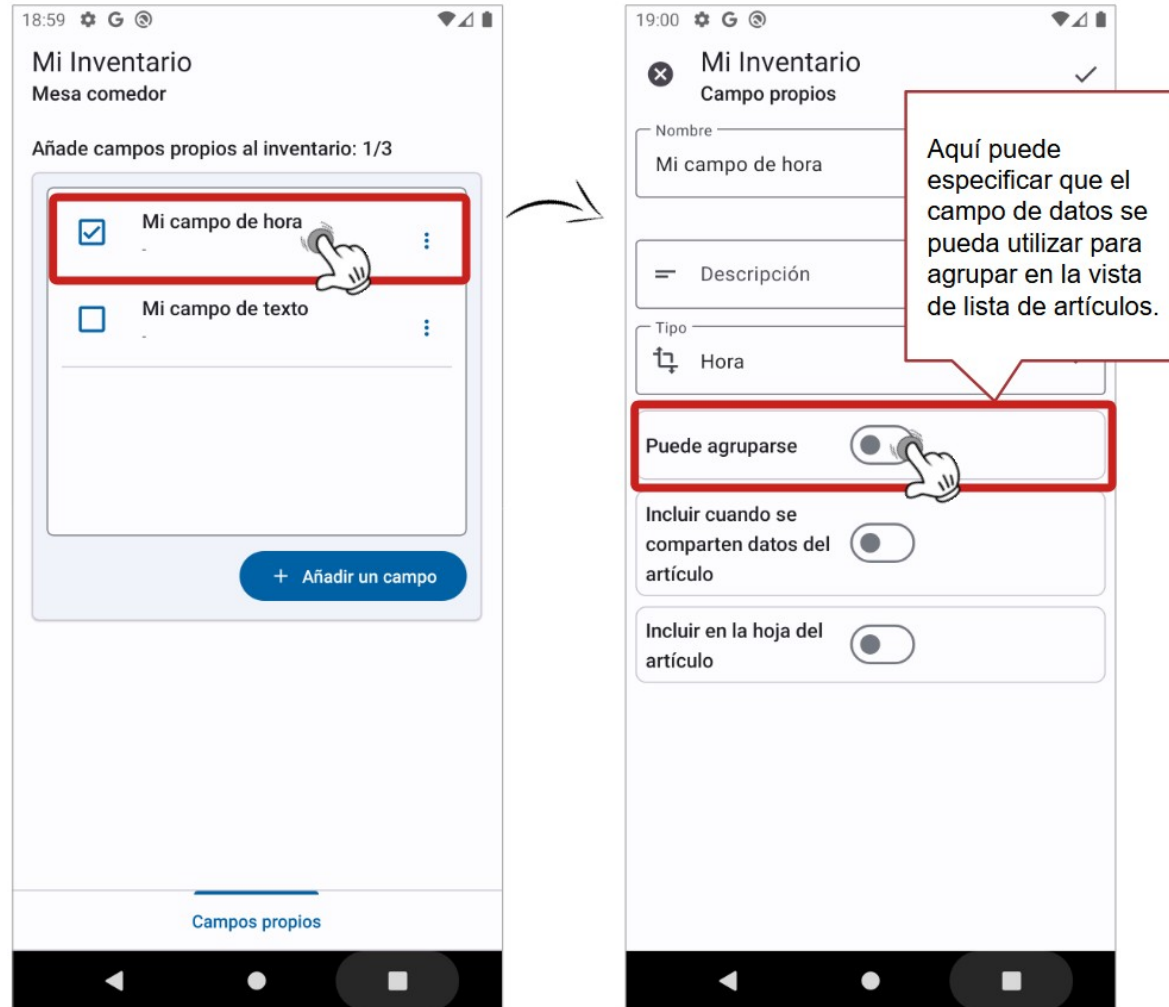 18:59
Mi Inventario
Mesa comedor
Añade campos propios al inventario: 1/3
Mi campo de hora
-
Mi campo de texto
-
+ Añadir un campo
Campos propios
19:00
Mi Inventario
Campo propios
Nombre
Mi campo de hora
Descripción
Tipo
Hora
Aquí puede
especificar que el
campo de datos se
pueda utilizar para
agrupar en la vista
de lista de artículos.
Puede agruparse
Incluir cuando se
comparten datos del
artículo
Incluir en la hoja del
artículo